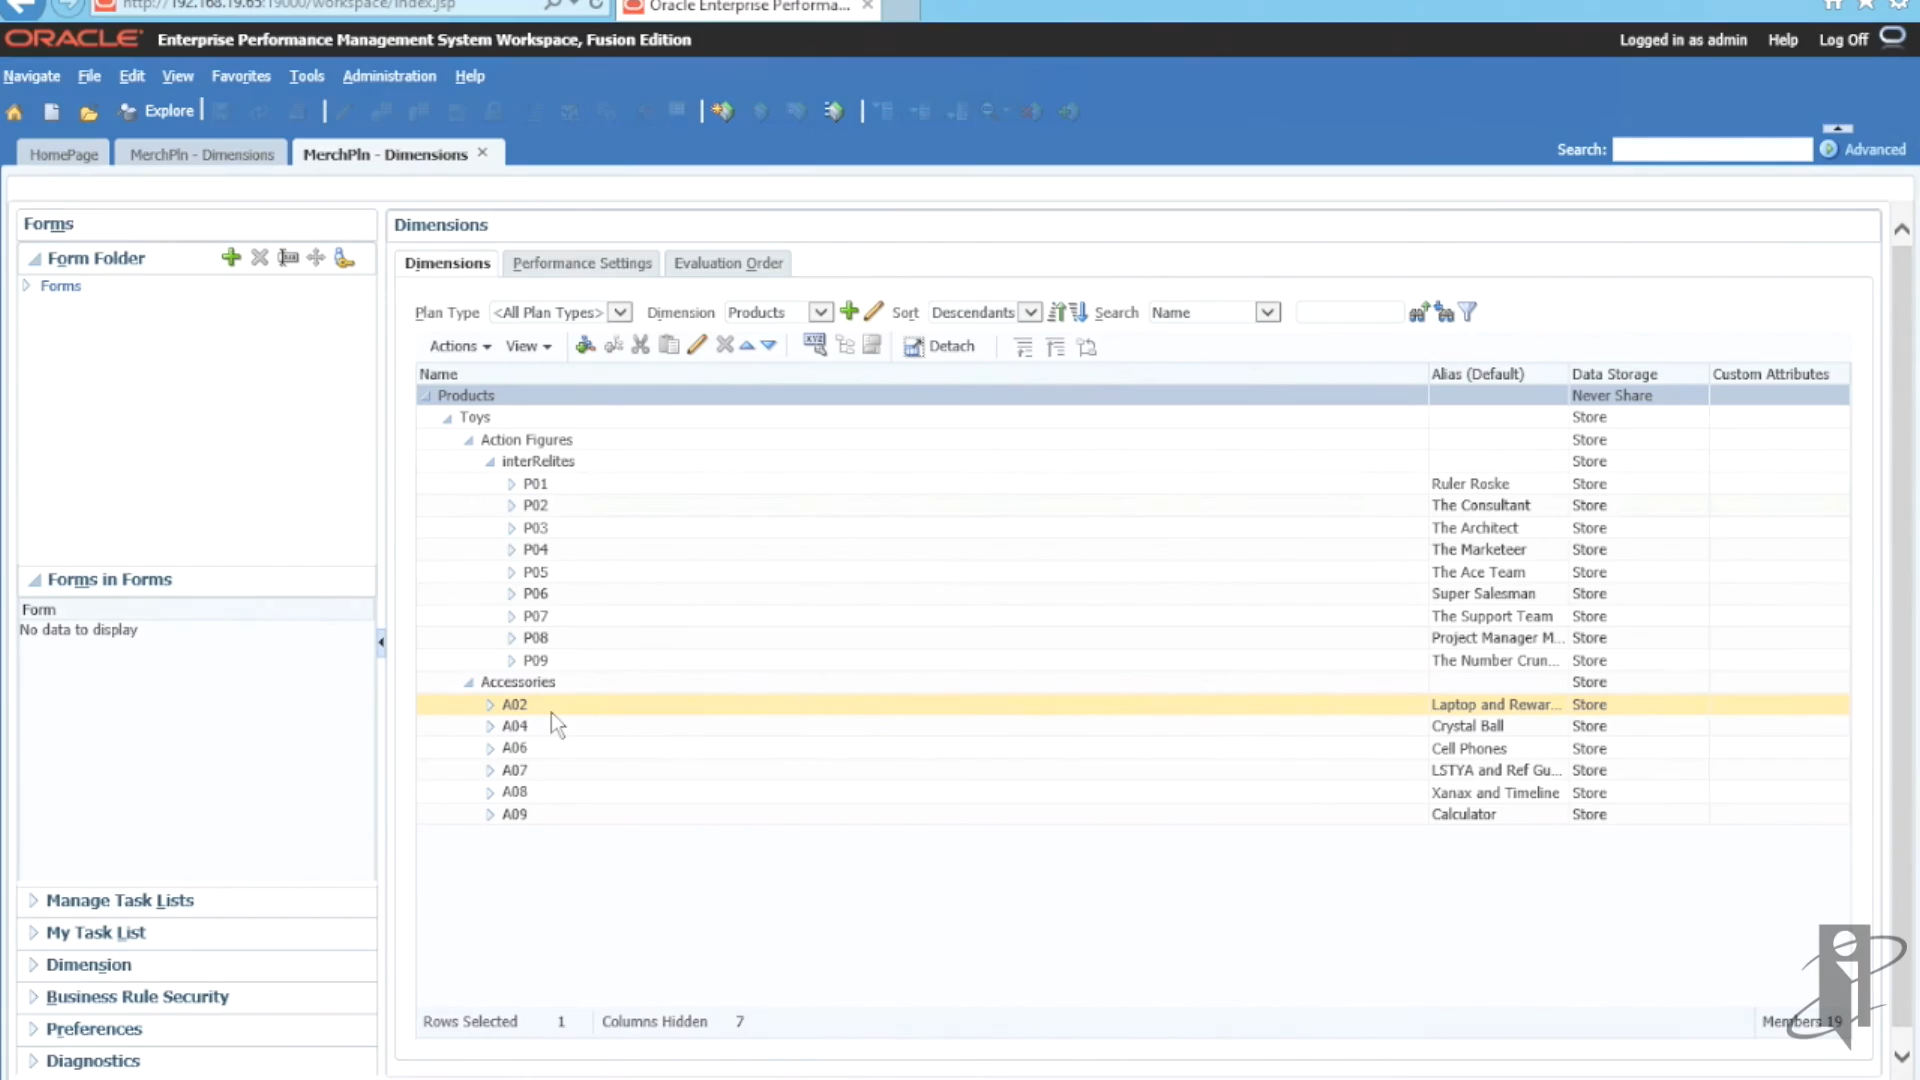 http://192.168.19.65:19000/workspace/index.jsp
Oracle Enterprise Performa...
ORACLE Enterprise Performance Management System Workspace, Fusion Edition
Logged in as admin Help Log Off
Navigate File Edit View Favorites Tools Administration Help
Explore
HomePage MerchPln - Dimensions MerchPln - Dimensions
Search: Advanced
Forms
Form Folder
Forms
Forms in Forms
Form
No data to display
Manage Task Lists
My Task List
Dimension
Business Rule Security
Preferences
Diagnostics
Dimensions
Dimensions Performance Settings Evaluation Order
Plan Type <All Plan Types> Dimension Products Sort Descendants Search Name
Actions View Detach
Name Alias (Default) Data Storage Custom Attributes
Products Never Share
Toys Store
Action Figures Store
interRelites Store
P01 Ruler Roske Store
P02 The Consultant Store
P03 The Architect Store
P04 The Marketeer Store
P05 The Ace Team Store
P06 Super Salesman Store
P07 The Support Team Store
P08 Project Manager M... Store
P09 The Number Crun... Store
Accessories Store
A02 Laptop and Rewar... Store
A04 Crystal Ball Store
A06 Cell Phones Store
A07 LSTYA and Ref Gu... Store
A08 Xanax and Timeline Store
A09 Calculator Store
Rows Selected 1 Columns Hidden 7
Members 19